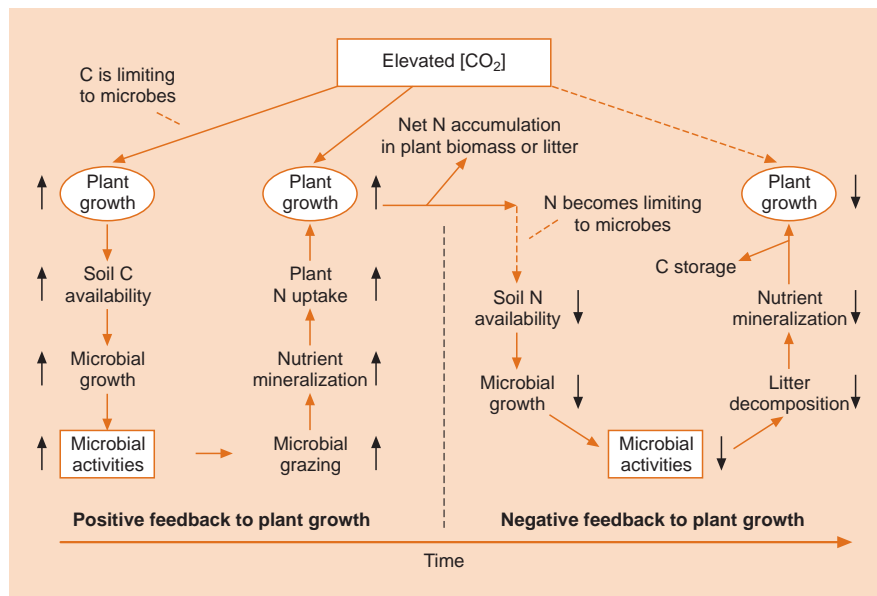 Elevated [CO₂]
C is limiting
to microbes
Net N accumulation
in plant biomass or litter
Plant
growth
Plant
growth
Plant
growth
N becomes limiting
to microbes
C storage
Soil C
availability
Plant
N uptake
Soil N
availability
Nutrient
mineralization
Microbial
growth
Nutrient
mineralization
Microbial
growth
Litter
decomposition
Microbial
activities
Microbial
grazing
Microbial
activities
Positive feedback to plant growth
Negative feedback to plant growth
Time